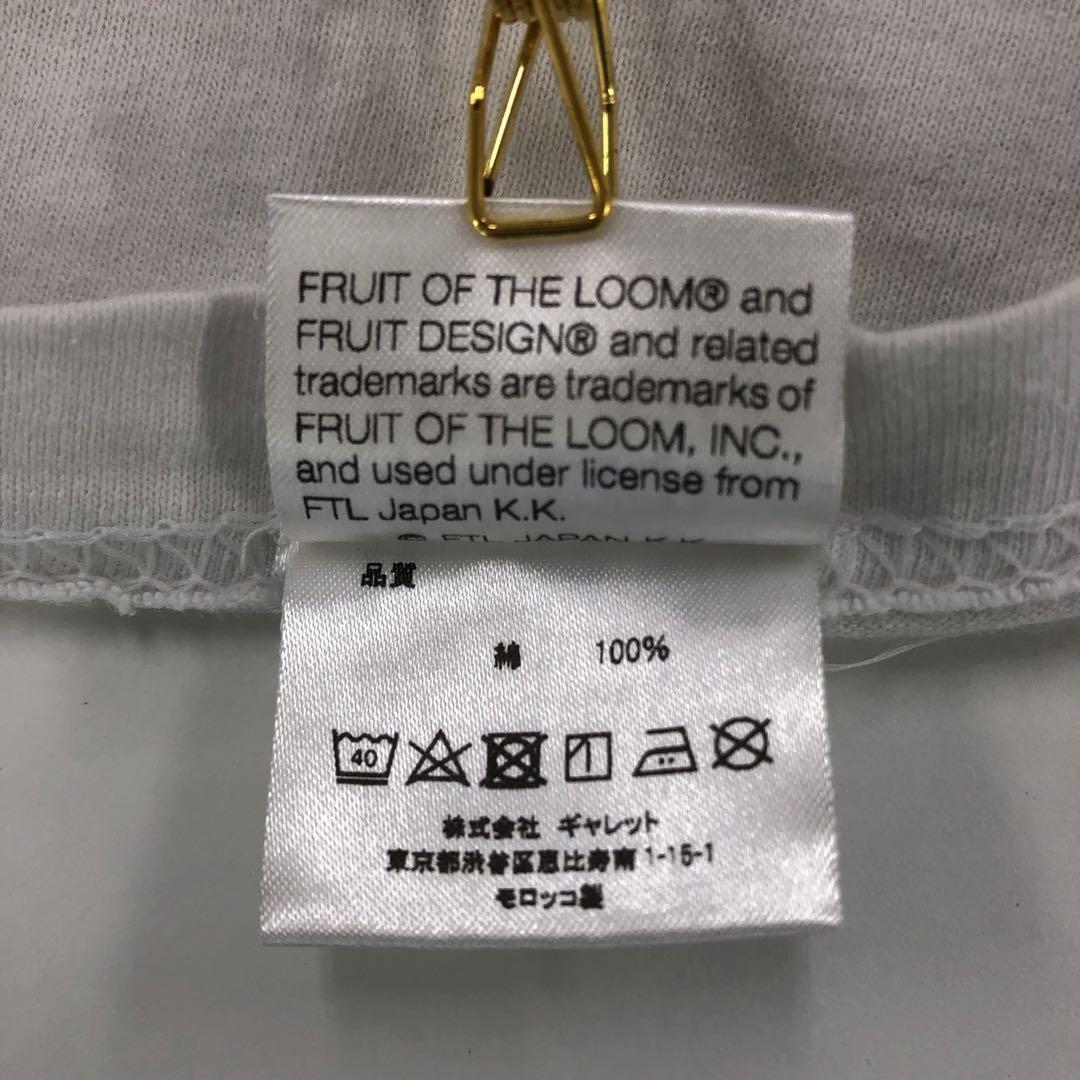 FRUIT OF THE LOOM® and
FRUIT DESIGN® and related
trademarks are trademarks of
FRUIT OF THE LOOM, INC.,
and used under license from
FTL Japan K.K.
© FTL JAPAN K.K.
品質
綿 100%
40
株式会社 ギャレット
東京都渋谷区恵比寿南1-15-1
モロッコ製